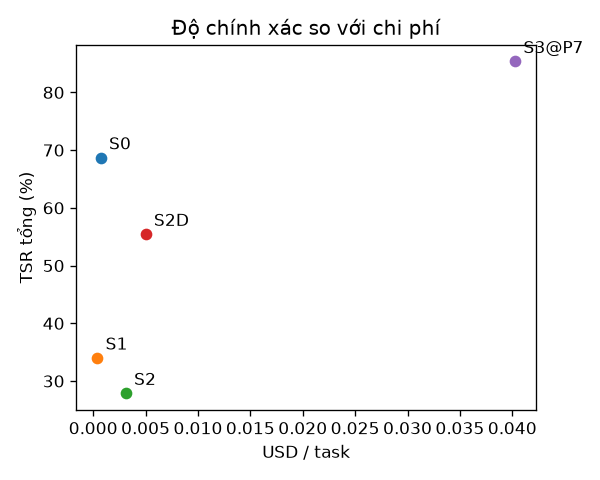 Độ chính xác so với chi phí
S3@P7
80
S0
70
S2D
60
TSR tổng (%)
50
40
S1
S2
30
0.000 0.005 0.010 0.015 0.020 0.025 0.030 0.035 0.040
USD / task